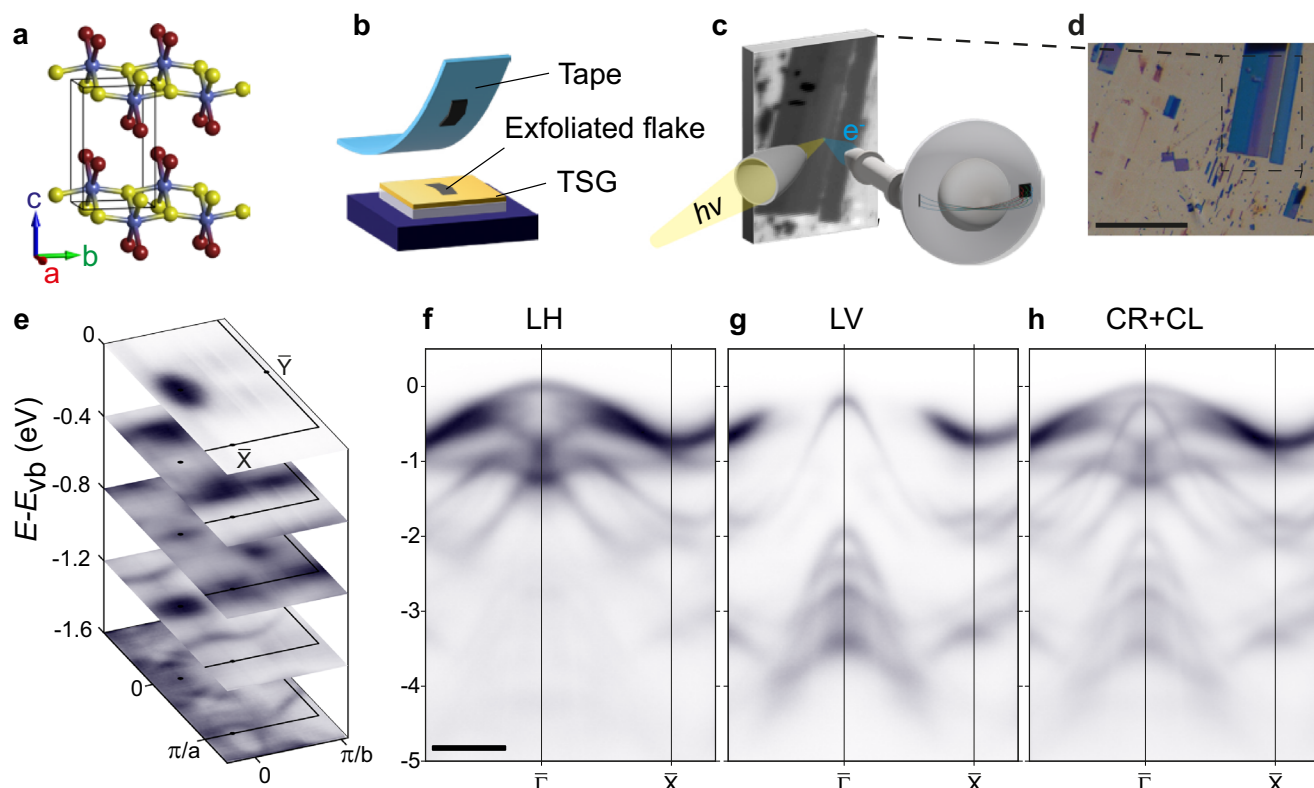 a
b
c
d
Tape
Exfoliated flake
TSG
c
b
a
e⁻
hν
e
f LH
g LV
h CR+CL
E-Evb (eV)
0
-0.4
-0.8
-1.2
-1.6
Ȳ
X̄
0
π/a
0
π/b
0
-1
-2
-3
-4
-5
Γ̄ X̄
Γ̄ X̄
Γ̄ X̄